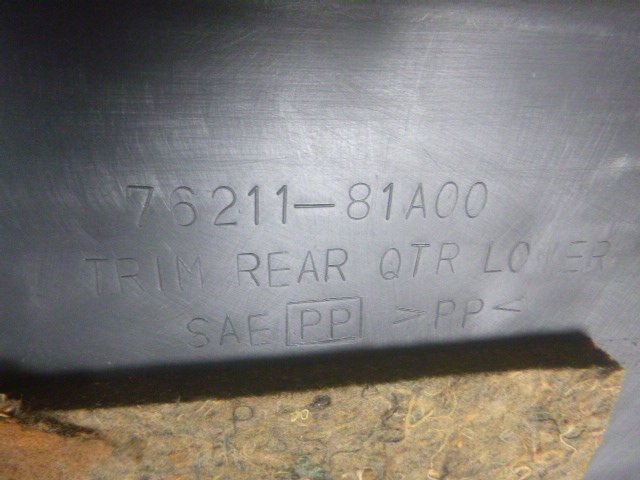 76211-81A00
TRIM REAR QTR LOWER
SAE PP >PP<